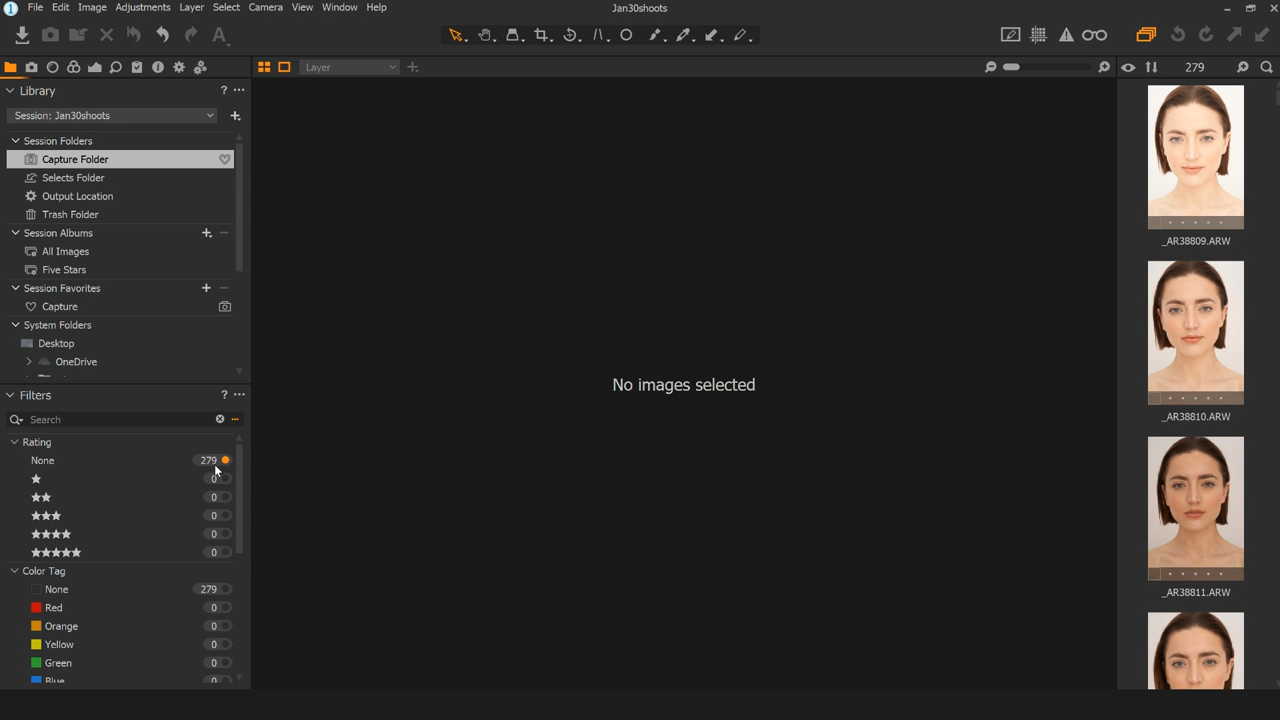 File Edit Image Adjustments Layer Select Camera View Window Help
Jan30shoots
Layer
279
Library
?
Session: Jan30shoots
Session Folders
Capture Folder
Selects Folder
Output Location
Trash Folder
Session Albums
All Images
Five Stars
Session Favorites
Capture
System Folders
Desktop
OneDrive
Filters
?
Search
Rating
None 279
0
0
0
0
0
Color Tag
None 279
Red 0
Orange 0
Yellow 0
Green 0
Blue 0
No images selected
_AR38809.ARW
_AR38810.ARW
_AR38811.ARW